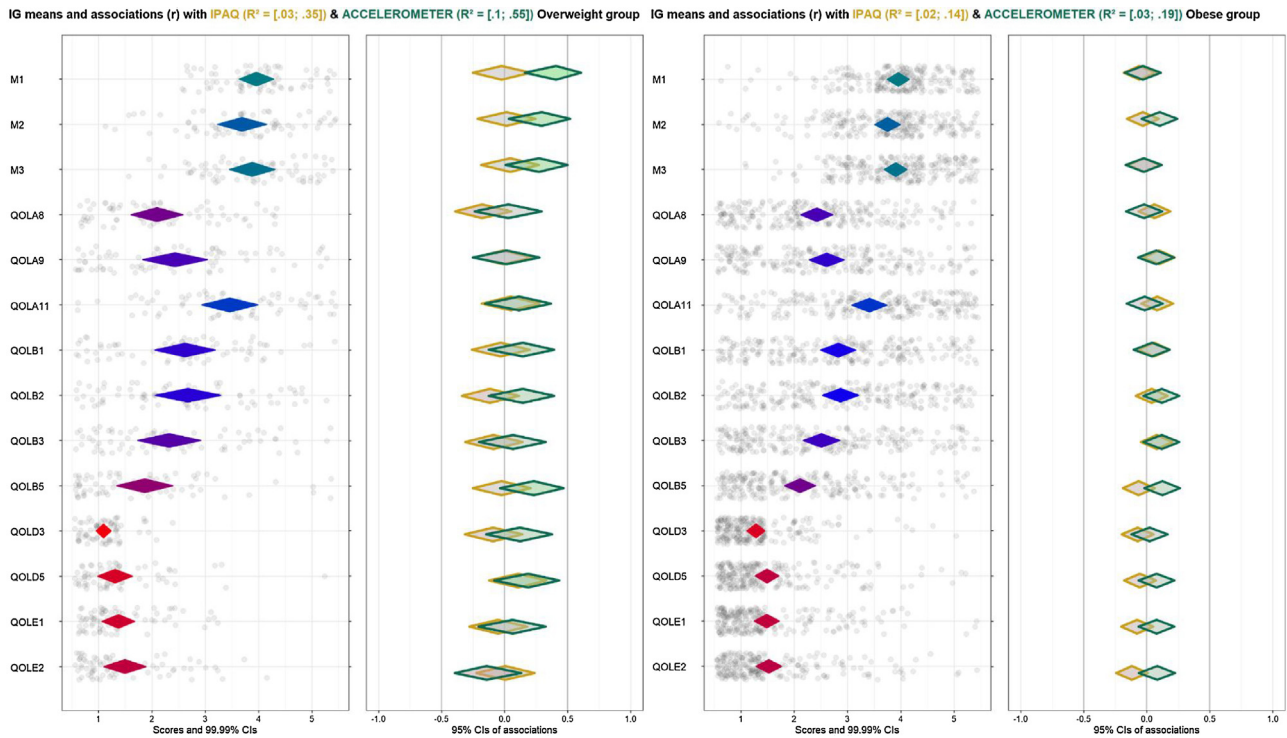 IG means and associations (r) with IPAQ (R² = [.03; .35]) & ACCELEROMETER (R² = [.1; .55]) Overweight group
IG means and associations (r) with IPAQ (R² = [.02; .14]) & ACCELEROMETER (R² = [.03; .19]) Obese group
M1
M2
M3
QOLA8
QOLA9
QOLA11
QOLB1
QOLB2
QOLB3
QOLB5
QOLD3
QOLD5
QOLE1
QOLE2
1 2 3 4 5
Scores and 99.99% CIs
-1.0 -0.5 0.0 0.5 1.0
95% CIs of associations
M1
M2
M3
QOLA8
QOLA9
QOLA11
QOLB1
QOLB2
QOLB3
QOLB5
QOLD3
QOLD5
QOLE1
QOLE2
1 2 3 4 5
Scores and 99.99% CIs
-1.0 -0.5 0.0 0.5 1.0
95% CIs of associations